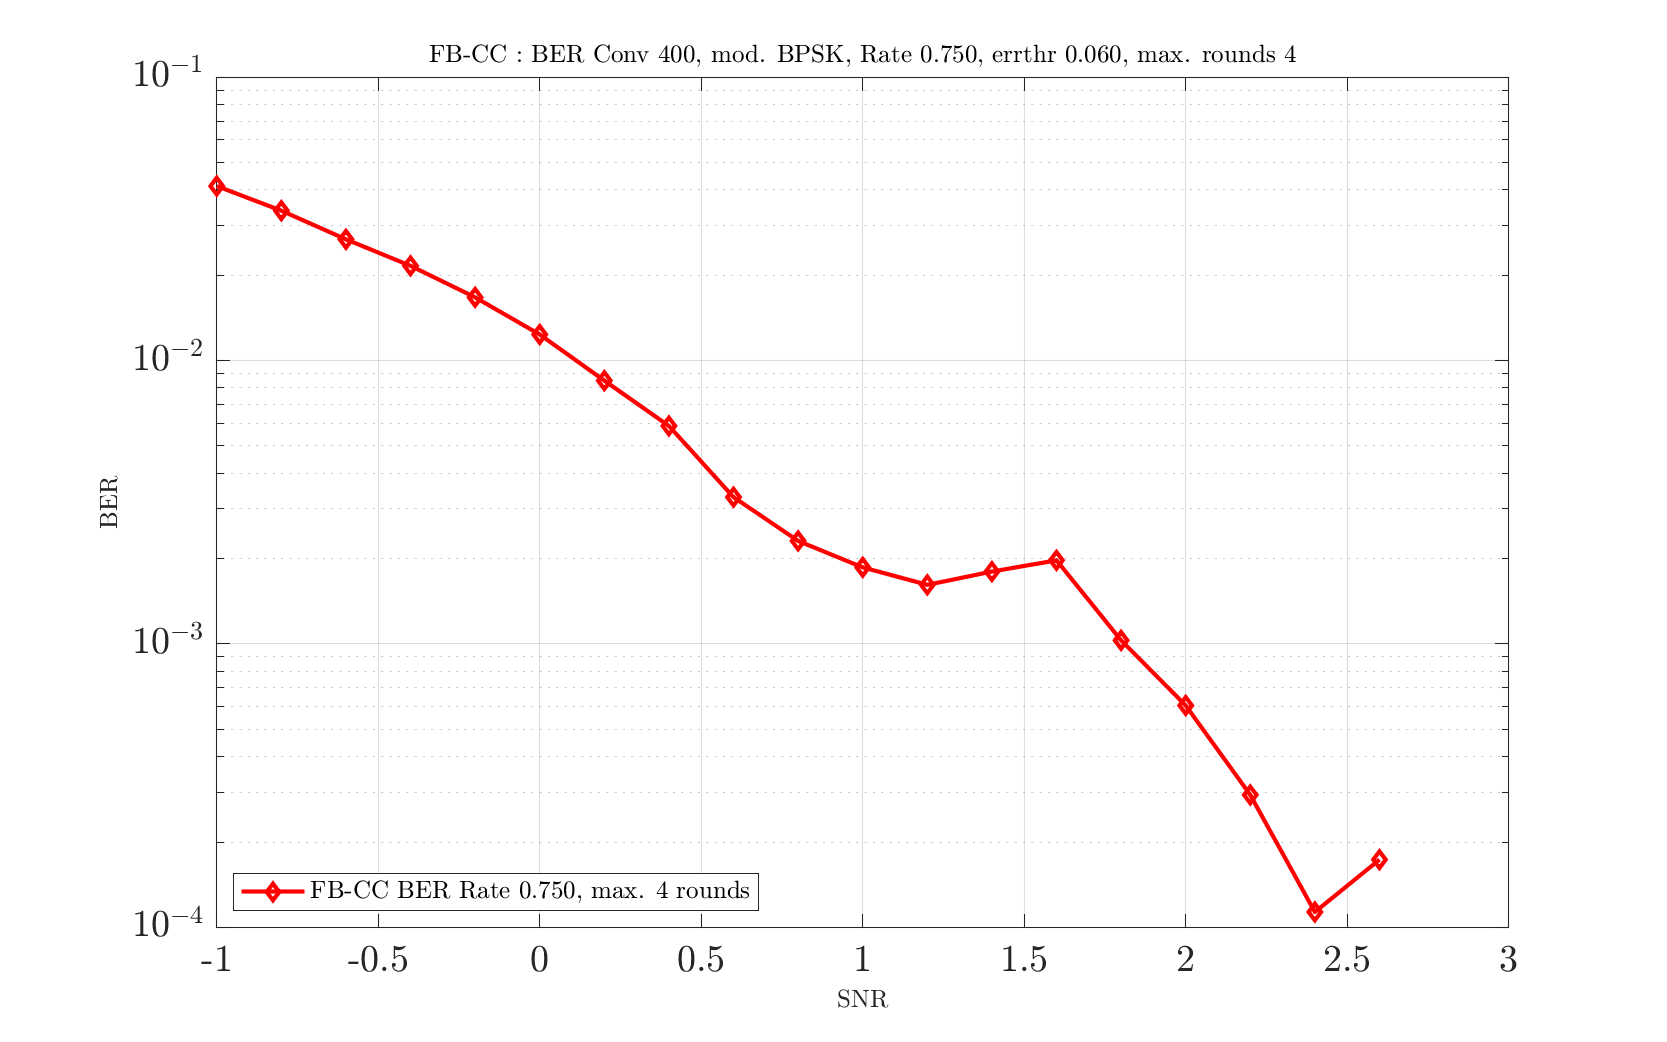 FB-CC : BER Conv 400, mod. BPSK, Rate 0.750, errthr 0.060, max. rounds 4
10^{-1}
10^{-2}
BER
10^{-3}
10^{-4}
FB-CC BER Rate 0.750, max. 4 rounds
-1 -0.5 0 0.5 1 1.5 2 2.5 3
SNR